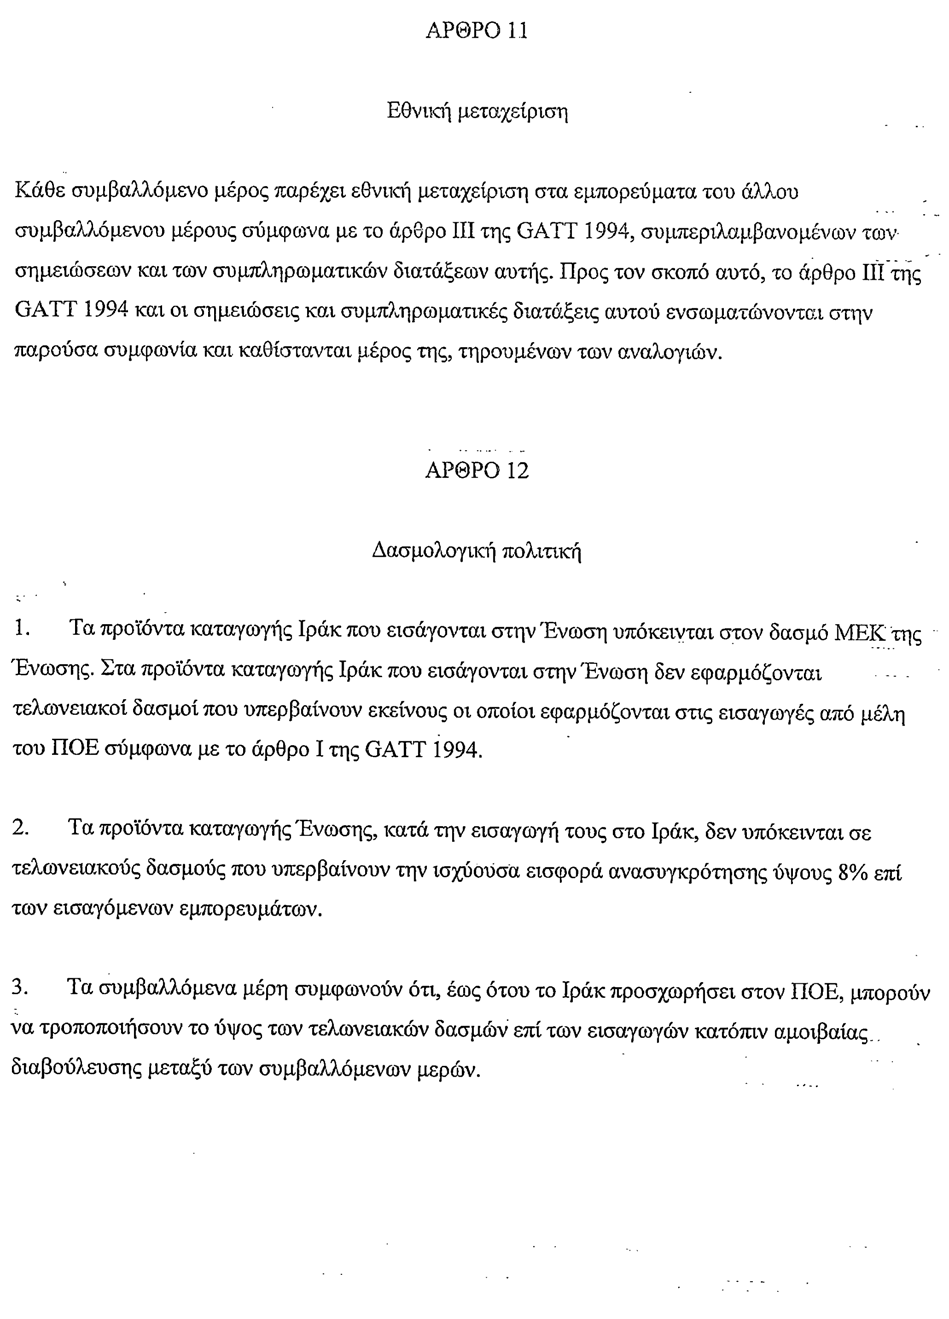 ΑΡΘΡΟ 11
Εθνική μεταχείριση
Κάθε συμβαλλόμενο μέρος παρέχει εθνική μεταχείριση στα εμπορεύματα του άλλου
συμβαλλόμενου μέρους σύμφωνα με το άρθρο III της GATT 1994, συμπεριλαμβανομένων των
σημειώσεων και των συμπληρωματικών διατάξεων αυτής. Προς τον σκοπό αυτό, το άρθρο III της
GATT 1994 και οι σημειώσεις και συμπληρωματικές διατάξεις αυτού ενσωματώνονται στην
παρούσα συμφωνία και καθίστανται μέρος της, τηρουμένων των αναλογιών.
ΑΡΘΡΟ 12
Δασμολογική πολιτική
1. Τα προϊόντα καταγωγής Ιράκ που εισάγονται στην Ένωση υπόκεινται στον δασμό ΜΕΚ της
Ένωσης. Στα προϊόντα καταγωγής Ιράκ που εισάγονται στην Ένωση δεν εφαρμόζονται
τελωνειακοί δασμοί που υπερβαίνουν εκείνους οι οποίοι εφαρμόζονται στις εισαγωγές από μέλη
του ΠΟΕ σύμφωνα με το άρθρο I της GATT 1994.
2. Τα προϊόντα καταγωγής Ένωσης, κατά την εισαγωγή τους στο Ιράκ, δεν υπόκεινται σε
τελωνειακούς δασμούς που υπερβαίνουν την ισχύουσα εισφορά ανασυγκρότησης ύψους 8% επί
των εισαγόμενων εμπορευμάτων.
3. Τα συμβαλλόμενα μέρη συμφωνούν ότι, έως ότου το Ιράκ προσχωρήσει στον ΠΟΕ, μπορούν
να τροποποιήσουν το ύψος των τελωνειακών δασμών επί των εισαγωγών κατόπιν αμοιβαίας
διαβούλευσης μεταξύ των συμβαλλόμενων μερών.